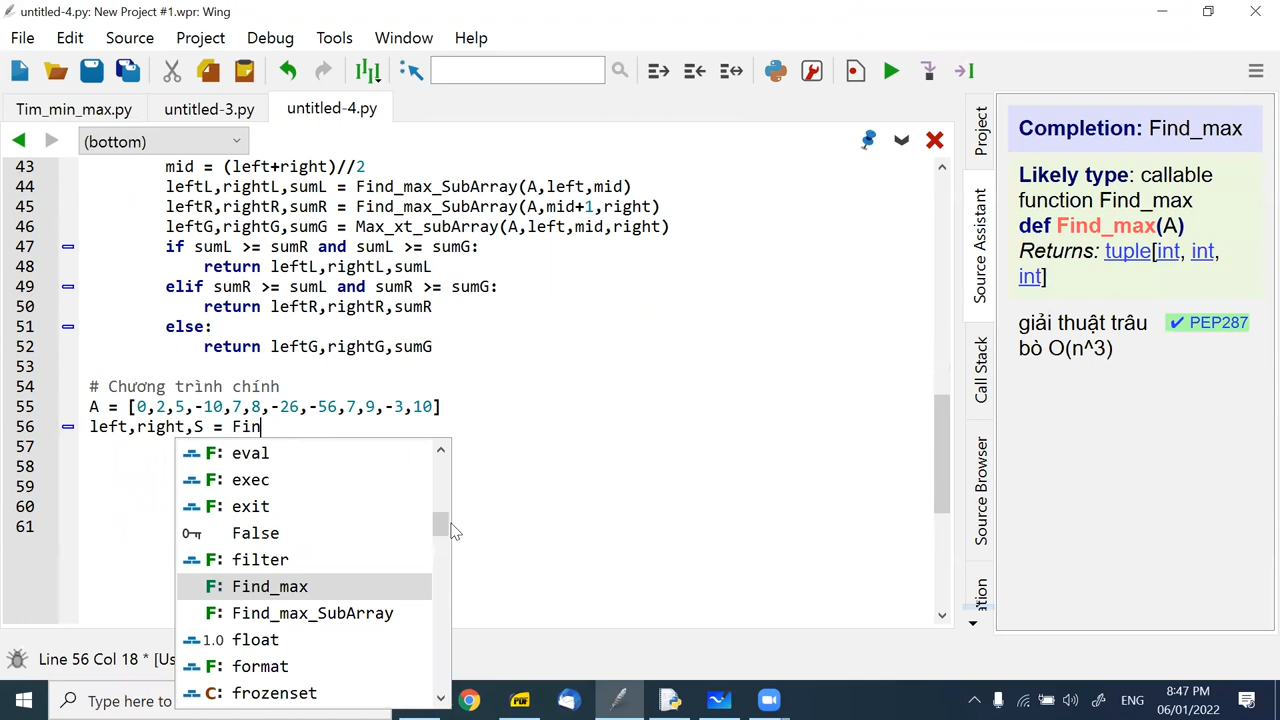 untitled-4.py: New Project #1.wpr: Wing
File Edit Source Project Debug Tools Window Help
Tim_min_max.py untitled-3.py untitled-4.py
(bottom)
43 mid = (left+right)//2
44 leftL,rightL,sumL = Find_max_SubArray(A,left,mid)
45 leftR,rightR,sumR = Find_max_SubArray(A,mid+1,right)
46 leftG,rightG,sumG = Max_xt_subArray(A,left,mid,right)
47 if sumL >= sumR and sumL >= sumG:
48 return leftL,rightL,sumL
49 elif sumR >= sumL and sumR >= sumG:
50 return leftR,rightR,sumR
51 else:
52 return leftG,rightG,sumG
53
54 # Chương trình chính
55 A = [0,2,5,-10,7,8,-26,-56,7,9,-3,10]
56 left,right,S = Fin
57
58
59
60
61
F: eval
F: exec
F: exit
False
F: filter
F: Find_max
F: Find_max_SubArray
1.0 float
F: format
C: frozenset
Project
Source Assistant
Call Stack
Source Browser
Completion: Find_max
Likely type: callable
function Find_max
def Find_max(A)
Returns: tuple[int, int,
int]
giải thuật trâu ✔ PEP287
bò O(n^3)
Line 56 Col 18 * [Us
Type here to
ENG
8:47 PM
06/01/2022